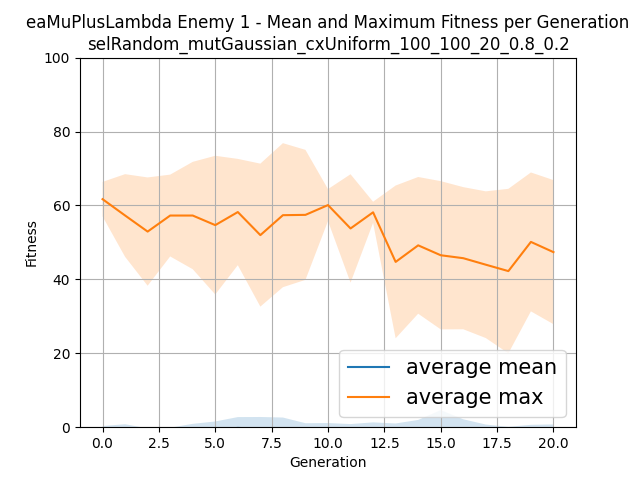 eaMuPlusLambda Enemy 1 - Mean and Maximum Fitness per Generation
selRandom_mutGaussian_cxUniform_100_100_20_0.8_0.2
100
80
60
40
20
0
Fitness
average mean
average max
0.0 2.5 5.0 7.5 10.0 12.5 15.0 17.5 20.0
Generation